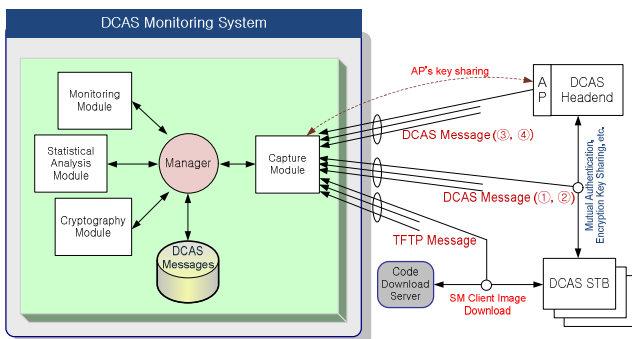 DCAS Monitoring System
Monitoring
Module
Statistical
Analysis
Module
Cryptography
Module
Manager
DCAS
Messages
Capture
Module
AP's key sharing
DCAS Message (③, ④)
DCAS Message (①, ②)
TFTP Message
A
P
DCAS
Headend
Mutual Authentication,
Encryption Key Sharing, etc.
Code
Download
Server
SM Client Image
Download
DCAS STB